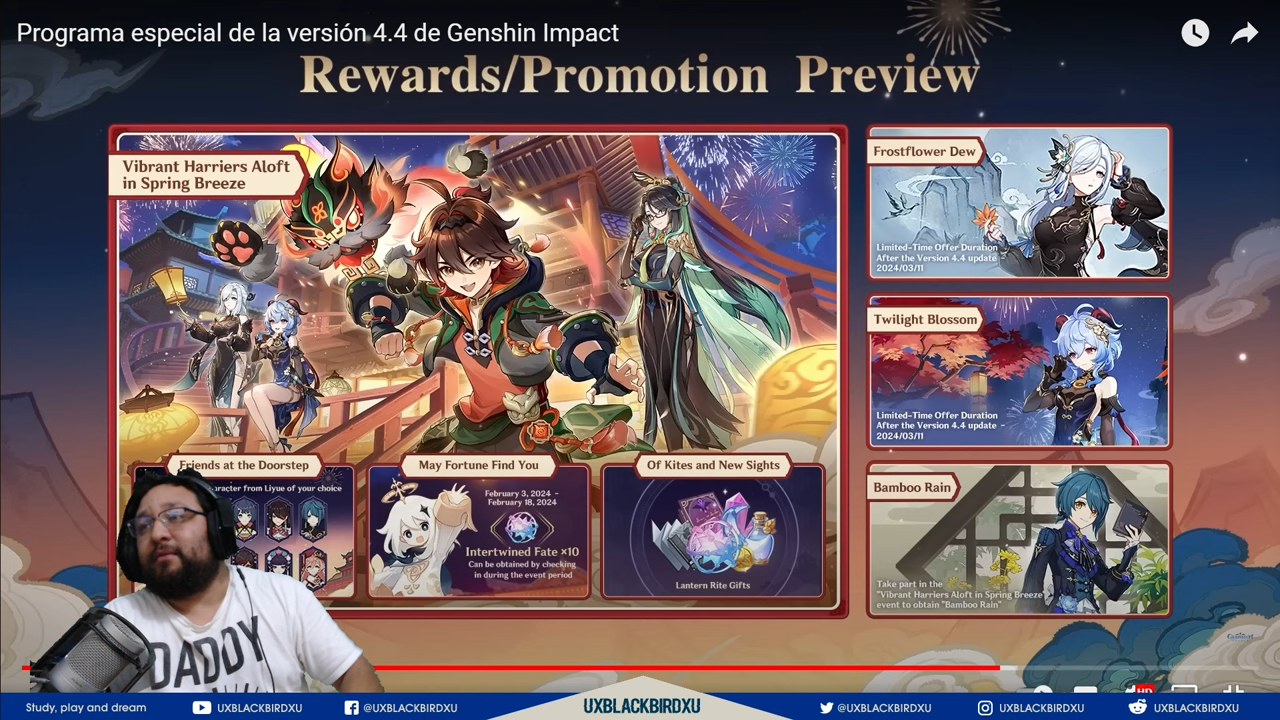 Programa especial de la versión 4.4 de Genshin Impact
Rewards/Promotion Preview
Vibrant Harriers Aloft
in Spring Breeze
Friends at the Doorstep
aracter from Liyue of your choice
May Fortune Find You
February 3, 2024 –
February 18, 2024
Intertwined Fate ×10
Can be obtained by checking
in during the event period
Of Kites and New Sights
Lantern Rite Gifts
Frostflower Dew
Limited-Time Offer Duration
After the Version 4.4 update –
2024/03/11
Twilight Blossom
Limited-Time Offer Duration
After the Version 4.4 update –
2024/03/11
Bamboo Rain
Take part in the
"Vibrant Harriers Aloft in Spring Breeze"
event to obtain "Bamboo Rain"
Genshin
DADDY
HD
Study, play and dream
UXBLACKBIRDXU
@UXBLACKBIRDXU
UXBLACKBIRDXU
@UXBLACKBIRDXU
UXBLACKBIRDXU
UXBLACKBIRDXU